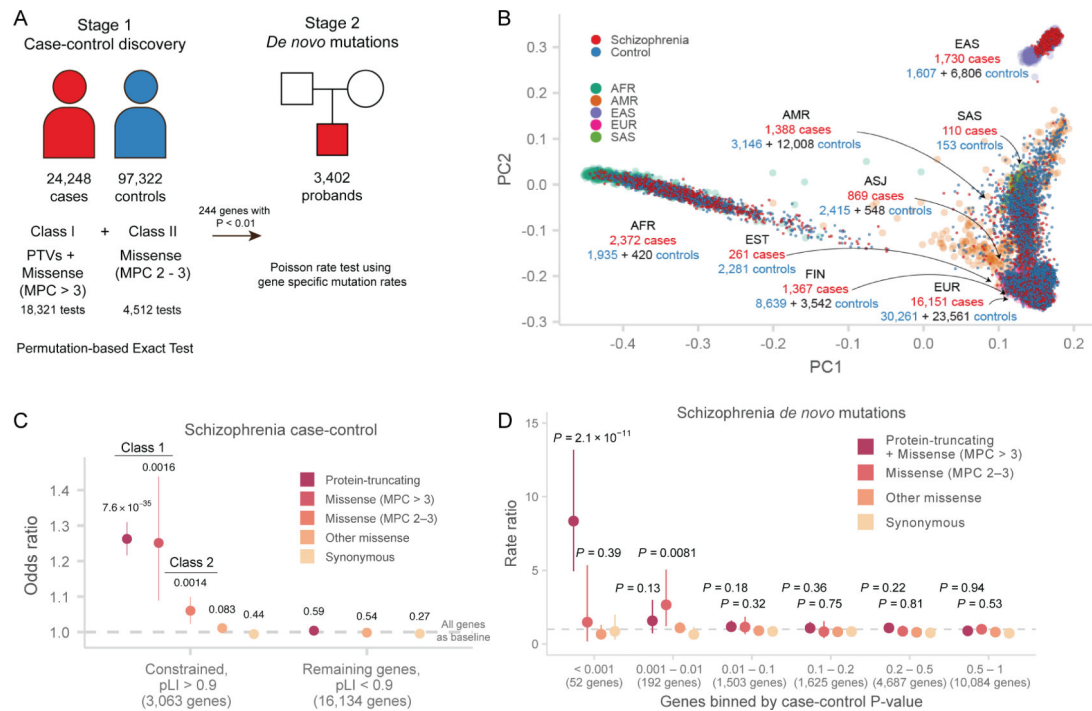 A
Stage 1
Case-control discovery
Stage 2
De novo mutations
24,248
cases
97,322
controls
3,402
probands
244 genes with
P < 0.01
Class I
+
Class II
PTVs +
Missense
(MPC > 3)
Missense
(MPC 2 - 3)
18,321 tests
4,512 tests
Poisson rate test using
gene specific mutation rates
Permutation-based Exact Test
B
Schizophrenia
Control
AFR
AMR
EAS
EUR
SAS
EAS
1,730 cases
1,607 + 6,806 controls
AMR
1,388 cases
3,146 + 12,008 controls
SAS
110 cases
153 controls
ASJ
869 cases
2,415 + 548 controls
AFR
2,372 cases
1,935 + 420 controls
EST
261 cases
2,281 controls
FIN
1,367 cases
8,639 + 3,542 controls
EUR
16,151 cases
30,261 + 23,561 controls
PC2
0.3
0.2
0.1
0.0
-0.1
-0.2
-0.3
-0.4 -0.3 -0.2 -0.1 0.0 0.1 0.2
PC1
C
Schizophrenia case-control
Class 1
0.0016
7.6 × 10⁻³⁵
Class 2
0.0014
0.083
0.44
0.59
0.54
0.27
Protein-truncating
Missense (MPC > 3)
Missense (MPC 2–3)
Other missense
Synonymous
All genes
as baseline
Odds ratio
1.4
1.3
1.2
1.1
1.0
Constrained,
pLI > 0.9
(3,063 genes)
Remaining genes,
pLI < 0.9
(16,134 genes)
D
Schizophrenia de novo mutations
P = 2.1 × 10⁻¹¹
P = 0.39
P = 0.0081
P = 0.13
P = 0.18
P = 0.32
P = 0.36
P = 0.75
P = 0.22
P = 0.81
P = 0.94
P = 0.53
Protein-truncating
+ Missense (MPC > 3)
Missense (MPC 2–3)
Other missense
Synonymous
Rate ratio
15
10
5
0
< 0.001
(52 genes)
0.001 – 0.01
(192 genes)
0.01 – 0.1
(1,503 genes)
0.1 – 0.2
(1,625 genes)
0.2 – 0.5
(4,687 genes)
0.5 – 1
(10,084 genes)
Genes binned by case-control P-value